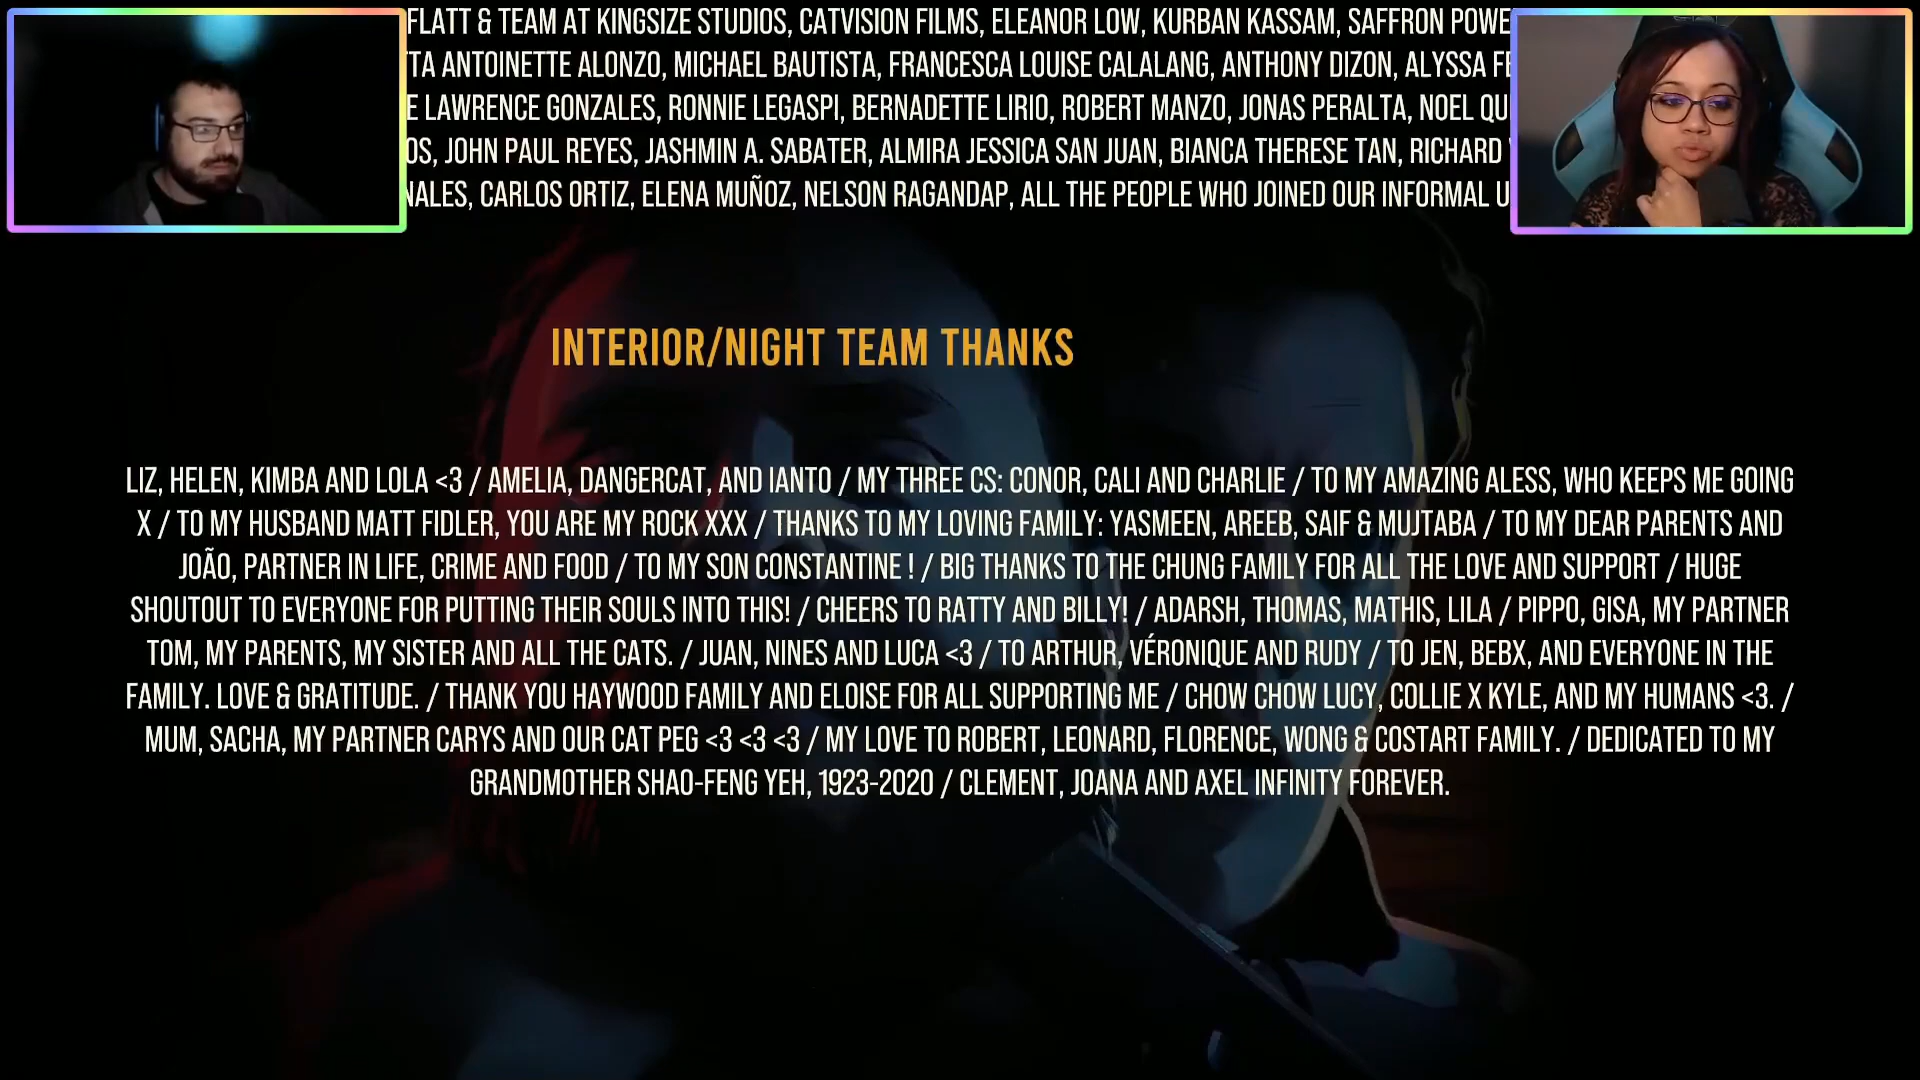 FLATT & TEAM AT KINGSIZE STUDIOS, CATVISION FILMS, ELEANOR LOW, KURBAN KASSAM, SAFFRON
ANTOINETTE ALONZO, MICHAEL BAUTISTA, FRANCESCA LOUISE CALALANG, ANTHONY DIZON, ALYSSA
LAWRENCE GONZALES, RONNIE LEGASPI, BERNADETTE LIRIO, ROBERT MANZO, JONAS PERALTA, NOEL
JOHN PAUL REYES, JASHMIN A. SABATER, ALMIRA JESSICA SAN JUAN, BIANCA THERESE TAN, RICHARD
CARLOS ORTIZ, ELENA MUÑOZ, NELSON RAGANDAP, ALL THE PEOPLE WHO JOINED OUR INFORMAL
INTERIOR/NIGHT TEAM THANKS
LIZ, HELEN, KIMBA AND LOLA <3 / AMELIA, DANGERCAT, AND IANTO / MY THREE CS: CONOR, CALI AND CHARLIE / TO MY AMAZING ALESS, WHO KEEPS ME GOING
X / TO MY HUSBAND MATT FIDLER, YOU ARE MY ROCK XXX / THANKS TO MY LOVING FAMILY: YASMEEN, AREEB, SAIF & MUJTABA / TO MY DEAR PARENTS AND
JOÃO, PARTNER IN LIFE, CRIME AND FOOD / TO MY SON CONSTANTINE ! / BIG THANKS TO THE CHUNG FAMILY FOR ALL THE LOVE AND SUPPORT / HUGE
SHOUTOUT TO EVERYONE FOR PUTTING THEIR SOULS INTO THIS! / CHEERS TO RATTY AND BILLY! / ADARSH, THOMAS, MATHIS, LILA / PIPPO, GISA, MY PARTNER
TOM, MY PARENTS, MY SISTER AND ALL THE CATS. / JUAN, NINES AND LUCA <3 / TO ARTHUR, VÉRONIQUE AND RUDY / TO JEN, BEBX, AND EVERYONE IN THE
FAMILY. LOVE & GRATITUDE. / THANK YOU HAYWOOD FAMILY AND ELOISE FOR ALL SUPPORTING ME / CHOW CHOW LUCY, COLLIE X KYLE, AND MY HUMANS <3. /
MUM, SACHA, MY PARTNER CARYS AND OUR CAT PEG <3 <3 <3 / MY LOVE TO ROBERT, LEONARD, FLORENCE, WONG & COSTART FAMILY. / DEDICATED TO MY
GRANDMOTHER SHAO-FENG YEH, 1923-2020 / CLEMENT, JOANA AND AXEL INFINITY FOREVER.